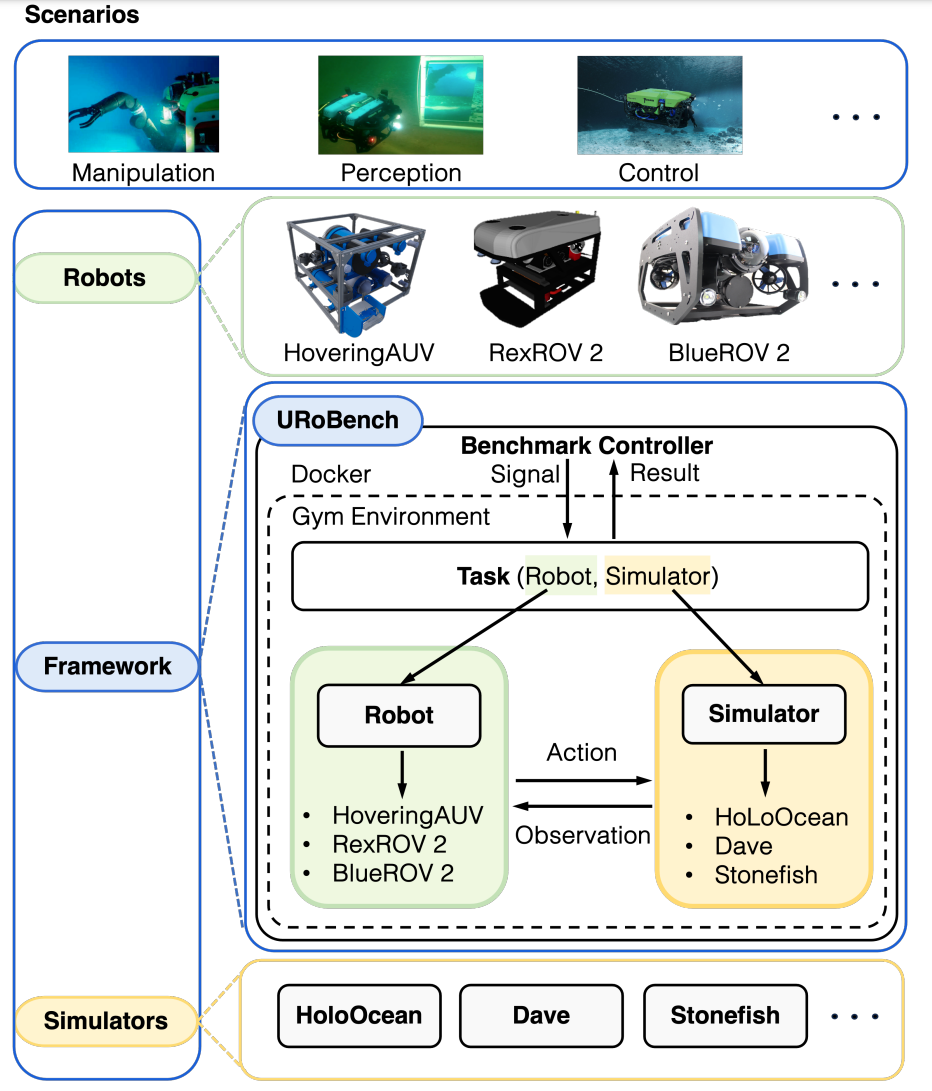 Scenarios
Manipulation
Perception
Control
. . .
Robots
HoveringAUV
RexROV 2
BlueROV 2
. . .
URoBench
Benchmark Controller
Docker
Signal
Result
Gym Environment
Task (Robot, Simulator)
Framework
Robot
Simulator
Action
Observation
• HoveringAUV
• RexROV 2
• BlueROV 2
• HoLoOcean
• Dave
• Stonefish
Simulators
HoloOcean
Dave
Stonefish
. . .